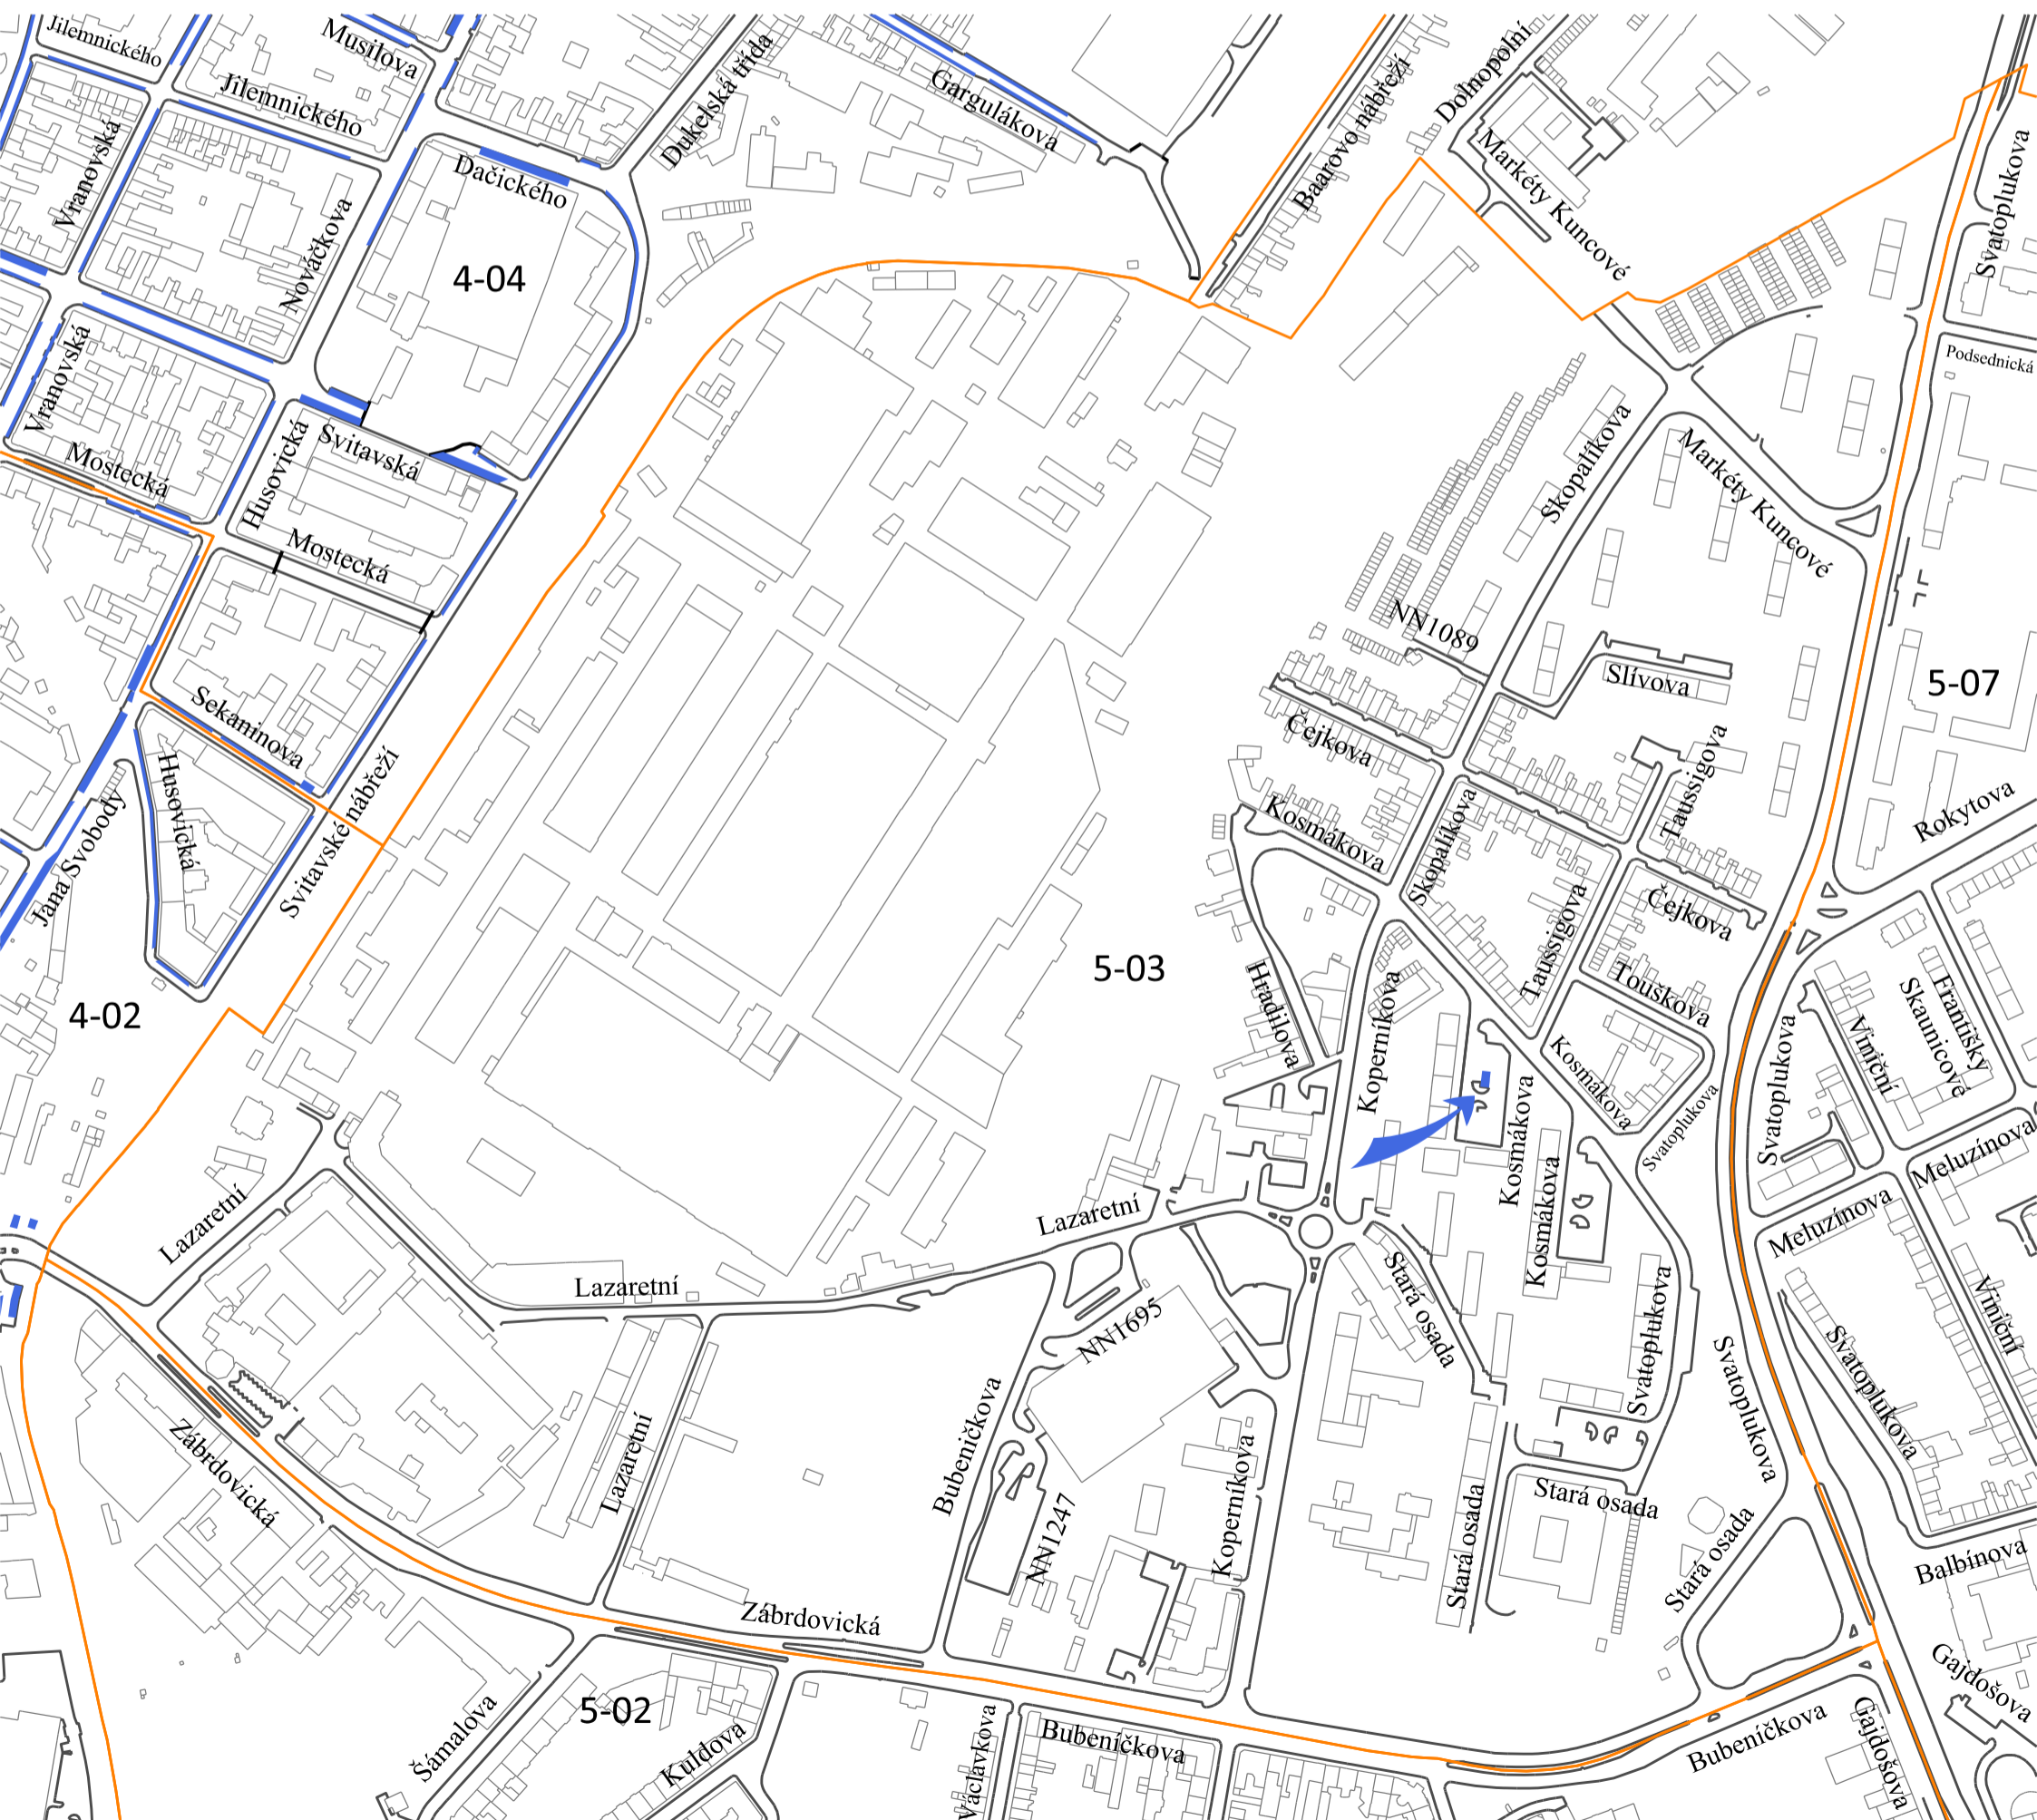 Jilemnického
Musilova
Jilemnického
Vranovská
Dačického
Dukelská třída
Gargulákova
Baarovo nábřeží
Dolnopolní
Markéty Kuncové
Svatoplukova
Nováčkova
4-04
Podsednická
Vranovská
Mostecká
Husovická
Svitavská
Mostecká
Skopalíkova
Markéty Kuncové
NN1089
Slívova
5-07
Sekaninova
Husovická
Svitavské nábřeží
Jana Svobody
Čejkova
Kosmákova
Skopalíkova
Taussigova
Rokytova
Taussigova
Čejkova
Toušková
5-03
4-02
Hradilova
Koperníkova
Kosmákova
Kosmákova
Svatoplukova
Svatoplukova
Viniční
Františky
Skaunicové
Meluzínova
Meluzínova
Kosmákova
Lazaretní
Lazaretní
Lazaretní
Stará osada
Svatoplukova
Svatoplukova
Svatoplukova
Viniční
NN1695
Bubeníčkova
Lazaretní
Zábrdovická
NN1247
Koperníkova
Stará osada
Stará osada
Stará osada
Balbínova
Zábrdovická
5-02
Šámalova
Kuldova
Václavkova
Bubeníčkova
Bubeníčkova
Gajdošova
Gajdošova